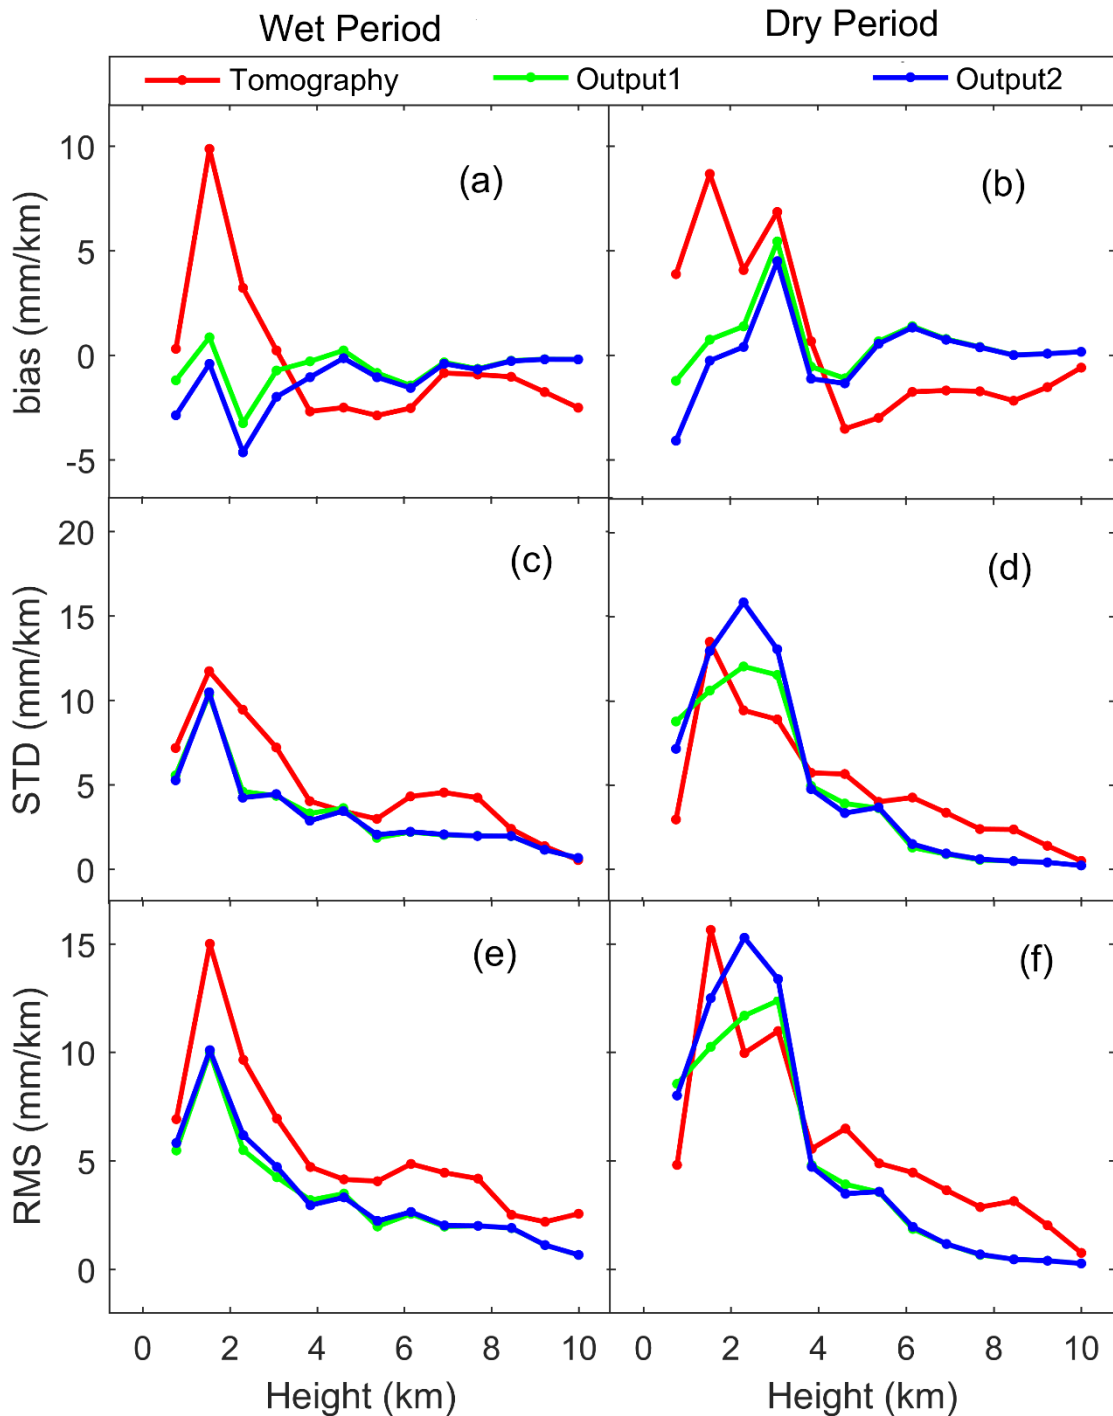 Wet Period
Dry Period
Tomography
Output1
Output2
bias (mm/km)
10
5
0
-5
(a)
(b)
STD (mm/km)
20
15
10
5
0
(c)
(d)
RMS (mm/km)
15
10
5
0
(e)
(f)
0 2 4 6 8 10
0 2 4 6 8 10
Height (km)
Height (km)